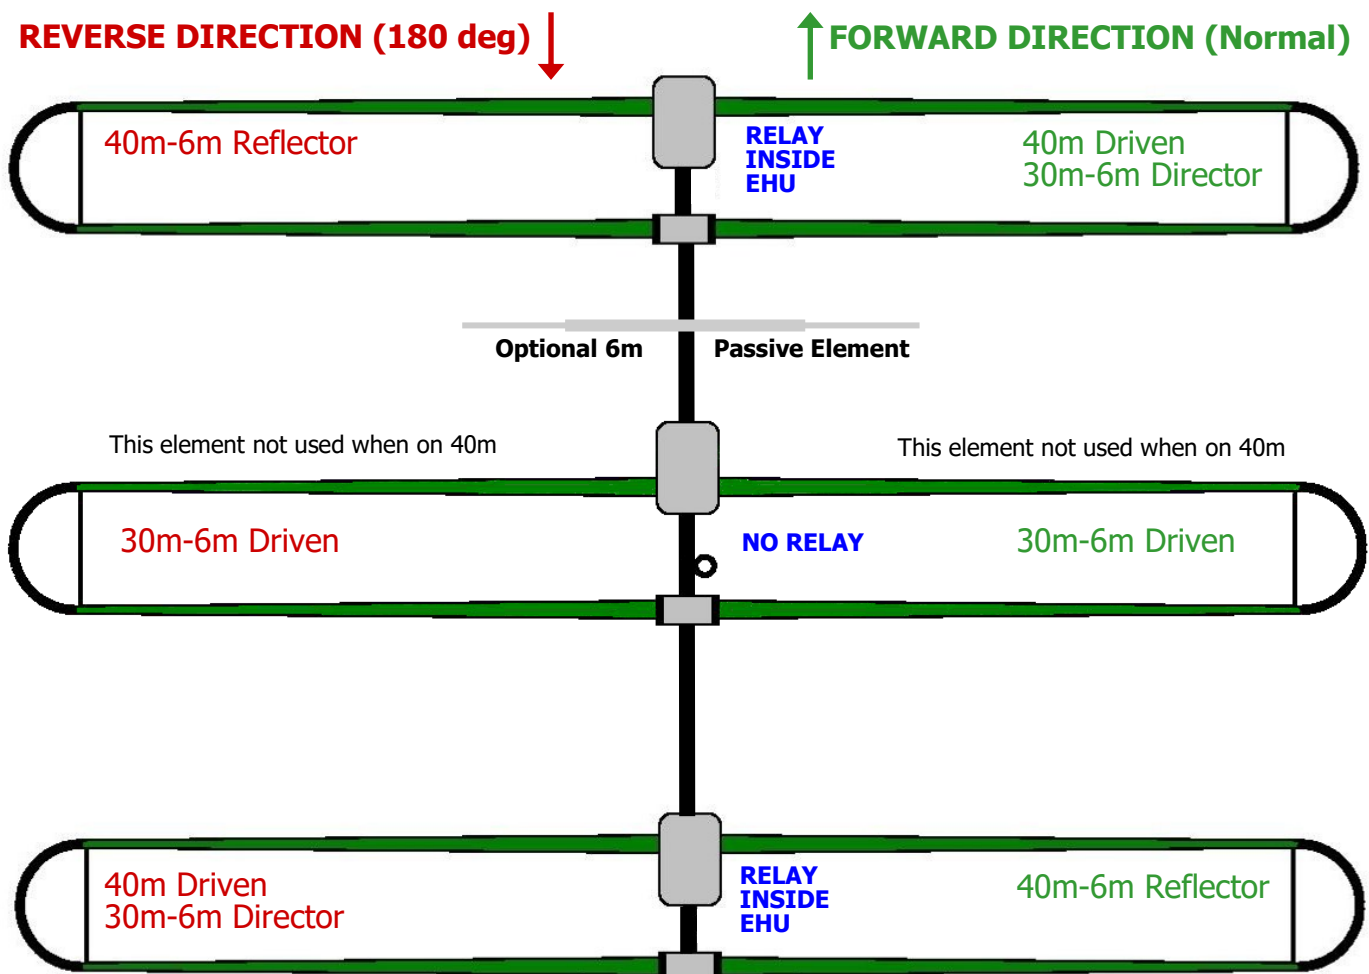 REVERSE DIRECTION (180 deg)
FORWARD DIRECTION (Normal)
40m-6m Reflector
RELAY
INSIDE
EHU
40m Driven
30m-6m Director
Optional 6m
Passive Element
This element not used when on 40m
This element not used when on 40m
30m-6m Driven
NO RELAY
30m-6m Driven
40m Driven
30m-6m Director
RELAY
INSIDE
EHU
40m-6m Reflector